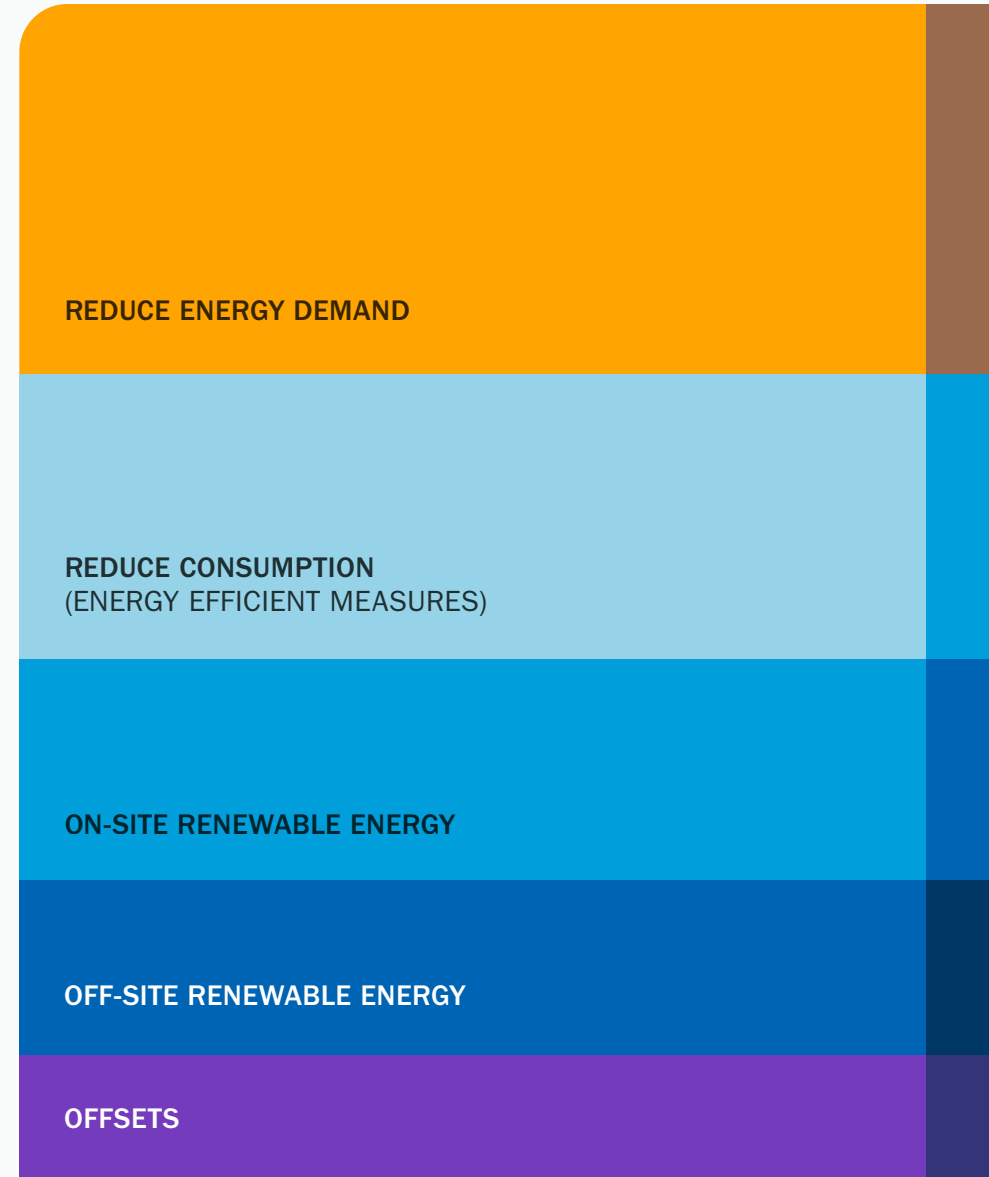 REDUCE ENERGY DEMAND
REDUCE CONSUMPTION
(ENERGY EFFICIENT MEASURES)
ON-SITE RENEWABLE ENERGY
OFF-SITE RENEWABLE ENERGY
OFFSETS